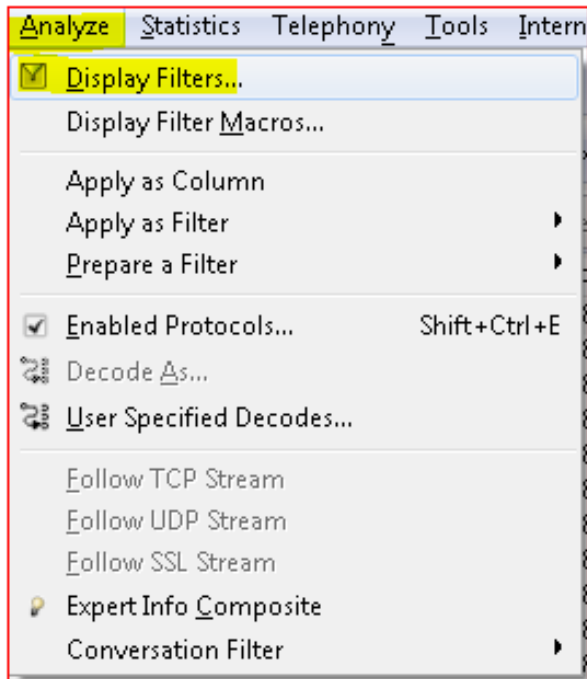 Analyze Statistics Telephony Tools Intern
Display Filters...
Display Filter Macros...
Apply as Column
Apply as Filter
Prepare a Filter
Enabled Protocols... Shift+Ctrl+E
Decode As...
User Specified Decodes...
Follow TCP Stream
Follow UDP Stream
Follow SSL Stream
Expert Info Composite
Conversation Filter